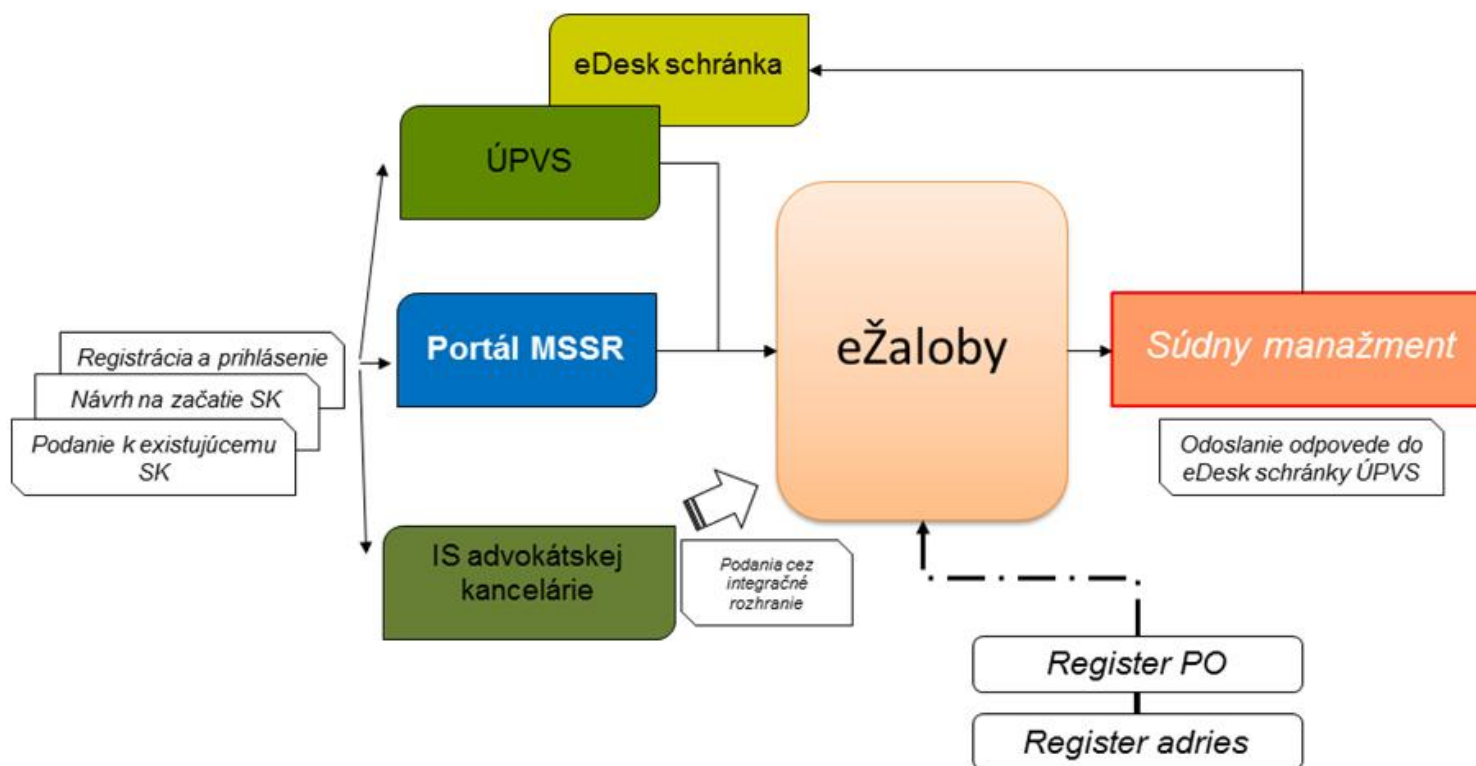 eDesk schránka
ÚPVS
Portál MSSR
Registrácia a prihlásenie
Návrh na začatie SK
Podanie k existujúcemu
SK
IS advokátskej
kancelárie
Podania cez
integračné
rozhranie
eŽaloby
Súdny manažment
Odoslanie odpovede do
eDesk schránky ÚPVS
Register PO
Register adries